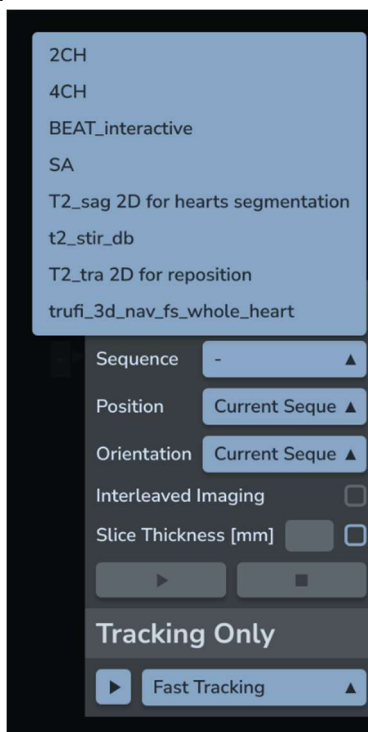 2CH
4CH
BEAT_interactive
SA
T2_sag 2D for hearts segmentation
t2_stir_db
T2_tra 2D for reposition
trufi_3d_nav_fs_whole_heart
Sequence -
Position Current Seque
Orientation Current Seque
Interleaved Imaging
Slice Thickness [mm]
Tracking Only
Fast Tracking